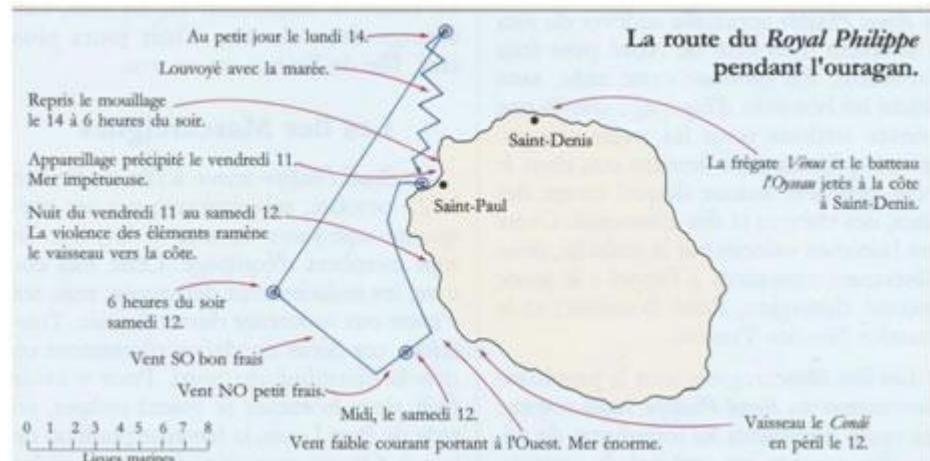 La route du Royal Philippe
pendant l'ouragan.
Au petit jour le lundi 14.
Louvoyé avec la marée.
Repris le mouillage
le 14 à 6 heures du soir.
Appareillage précipité le vendredi 11.
Mer impétueuse.
Nuit du vendredi 11 au samedi 12.
La violence des éléments ramène
le vaisseau vers la côte.
6 heures du soir
samedi 12.
Vent SO bon frais
Vent NO petit frais.
Midi, le samedi 12.
Vent faible courant portant à l'Ouest. Mer énorme.
Saint-Denis
Saint-Paul
La frégate Vénus et le batteau
l'Oyseau jetés à la côte
à Saint-Denis.
Vaisseau le Condé
en péril le 12.
0 1 2 3 4 5 6 7 8
Lieues marines